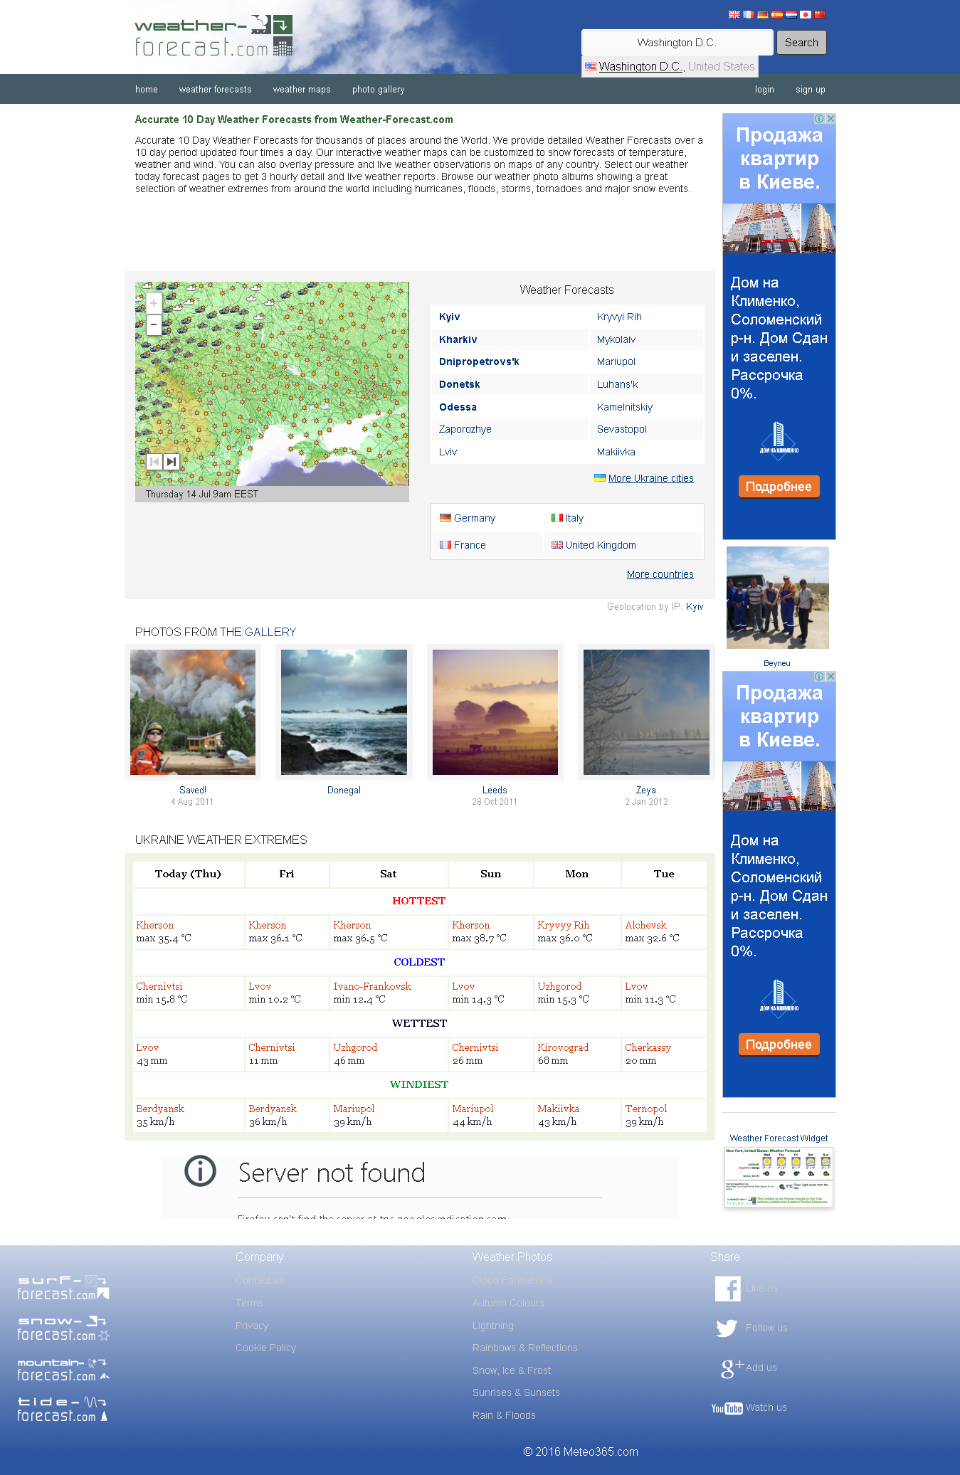 weather-
forecast.com
Washington D.C.
Search
Washington D.C., United States
home
weather forecasts
weather maps
photo gallery
login
sign up
Accurate 10 Day Weather Forecasts from Weather-Forecast.com
Accurate 10 Day Weather Forecasts for thousands of places around the World. We provide detailed Weather Forecasts over a
10 day period updated four times a day. Our interactive weather maps can be customized to show forecasts of temperature,
weather and wind. You can also overlay pressure and live weather observations on maps of any country. Select our weather
today forecast pages to get 3 hourly detail and live weather reports. Browse our weather photo albums showing a great
selection of weather extremes from around the world including hurricanes, floods, storms, tornadoes and major snow events.
Продажа
квартир
в Киеве.
Дом на
Клименко,
Соломенский
р-н. Дом Сдан
и заселен.
Рассрочка
0%.
ДОМ НА КЛИМЕНКО
Подробнее
+
−
Thursday 14 Jul 9am EEST
Weather Forecasts
Kyiv
Kryvyi Rih
Kharkiv
Mykolaiv
Dnipropetrovs'k
Mariupol
Donetsk
Luhans'k
Odessa
Kamelnitskiy
Zaporozhye
Sevastopol
Lviv
Makiivka
More Ukraine cities
Germany
Italy
France
United Kingdom
More countries
Geolocation by IP: Kyiv
Beyneu
PHOTOS FROM THE GALLERY
Saved!
4 Aug 2011
Donegal
Leeds
28 Oct 2011
Zeya
2 Jan 2012
Продажа
квартир
в Киеве.
Дом на
Клименко,
Соломенский
р-н. Дом Сдан
и заселен.
Рассрочка
0%.
ДОМ НА КЛИМЕНКО
Подробнее
UKRAINE WEATHER EXTREMES
Today (Thu) Fri Sat Sun Mon Tue
HOTTEST
Kherson Kherson Kherson Kherson Kryvyy Rih Alchevsk
max 35.4 °C max 36.1 °C max 36.5 °C max 38.7 °C max 36.0 °C max 32.6 °C
COLDEST
Chernivtsi Lvov Ivano-Frankovsk Lvov Uzhgorod Lvov
min 15.8 °C min 10.2 °C min 12.4 °C min 14.3 °C min 15.3 °C min 11.3 °C
WETTEST
Lvov Chernivtsi Uzhgorod Chernivtsi Kirovograd Cherkassy
43 mm 11 mm 46 mm 26 mm 68 mm 20 mm
WINDIEST
Berdyansk Berdyansk Mariupol Mariupol Makiivka Ternopol
35 km/h 36 km/h 39 km/h 44 km/h 43 km/h 39 km/h
Weather Forecast Widget
Server not found
Firefox can't find the server at tpc.googlesyndication.com
surf-
forecast.com
snow-
forecast.com
mountain-
forecast.com
tide-
forecast.com
Company
Contact us
Terms
Privacy
Cookie Policy
Weather Photos
Cloud Formations
Autumn Colours
Lightning
Rainbows & Reflections
Snow, Ice & Frost
Sunrises & Sunsets
Rain & Floods
Share
Like us
Follow us
Add us
YouTube Watch us
© 2016 Meteo365.com